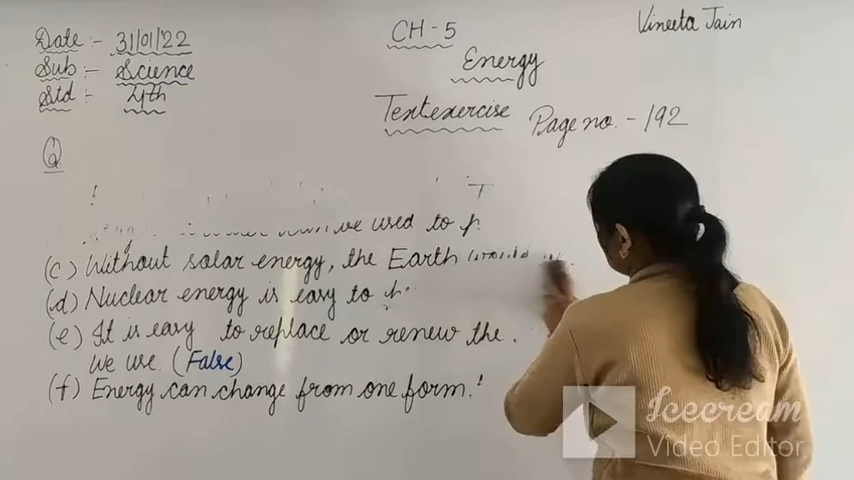 Date :- 31/01/22
CH - 5
Vineeta Jain
Sub :- Science
Energy
Std :- 4th
Textexercise Page no. - 192
Q
we used to
(c) Without solar energy, the Earth would
(d) Nuclear energy is easy to
(e) It is easy to replace or renew the
we use. (False)
(f) Energy can change from one form.
Icecream
Video Editor